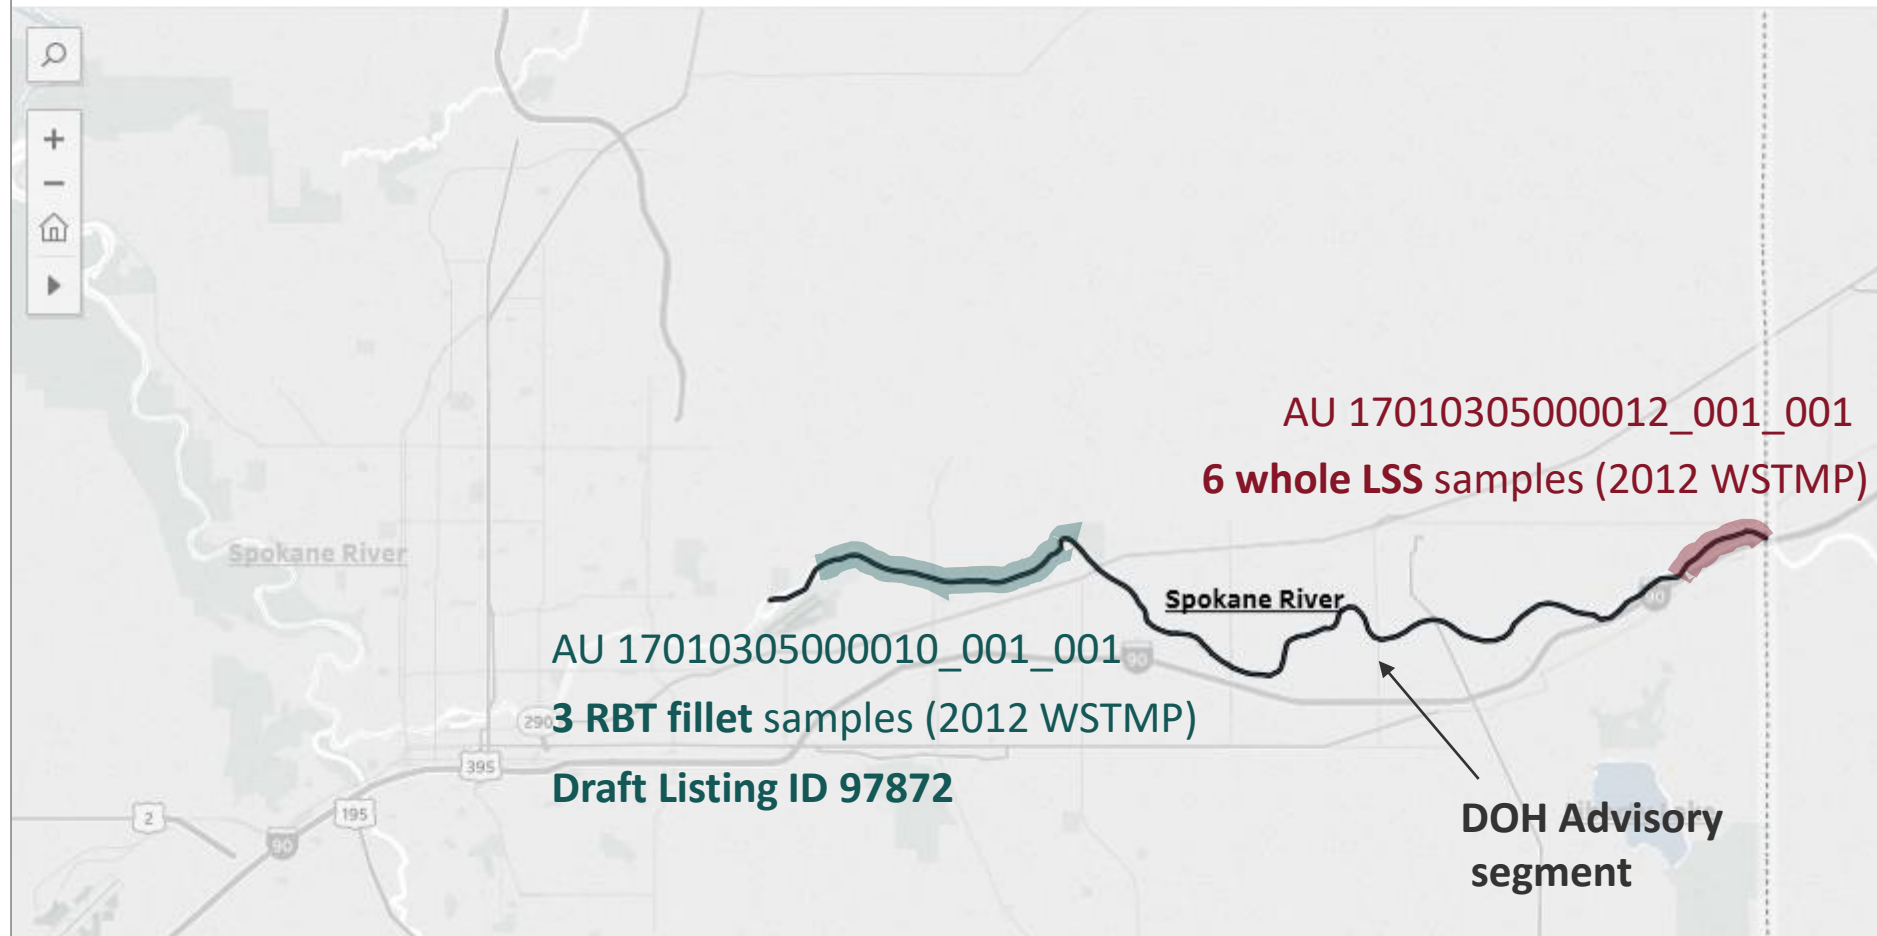 AU 17010305000012_001_001
6 whole LSS samples (2012 WSTMP)
Spokane River
Spokane River
90
AU 17010305000010_001_001
90
290
3 RBT fillet samples (2012 WSTMP)
395
Draft Listing ID 97872
2
195
90
DOH Advisory
segment